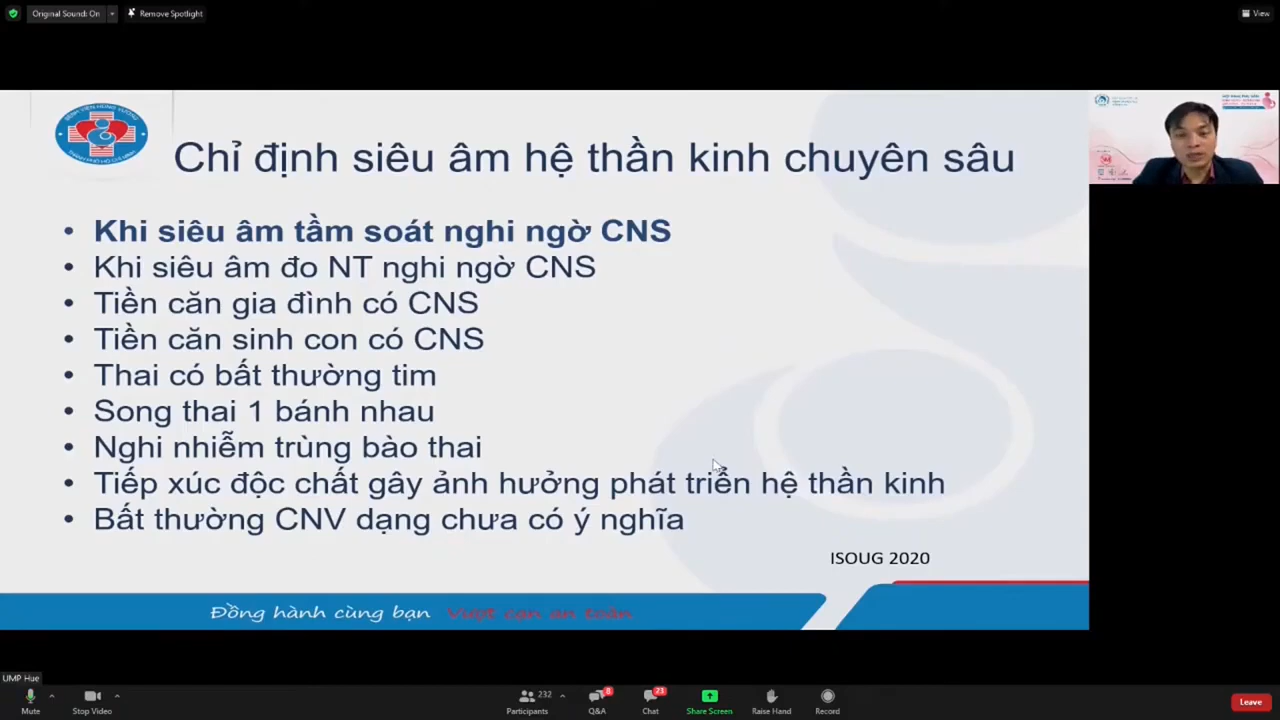 Original Sound: On
Remove Spotlight
View
BỆNH VIỆN HÙNG VƯƠNG
Chỉ định siêu âm hệ thần kinh chuyên sâu
• Khi siêu âm tầm soát nghi ngờ CNS
• Khi siêu âm đo NT nghi ngờ CNS
• Tiền căn gia đình có CNS
• Tiền căn sinh con có CNS
• Thai có bất thường tim
• Song thai 1 bánh nhau
• Nghi nhiễm trùng bào thai
• Tiếp xúc độc chất gây ảnh hưởng phát triển hệ thần kinh
• Bất thường CNV dạng chưa có ý nghĩa
ISOUG 2020
Đồng hành cùng bạn Vượt cạn an toàn
UMP Hue
Mute
Stop Video
232
Participants
8
Q&A
23
Chat
Share Screen
Raise Hand
Record
Leave